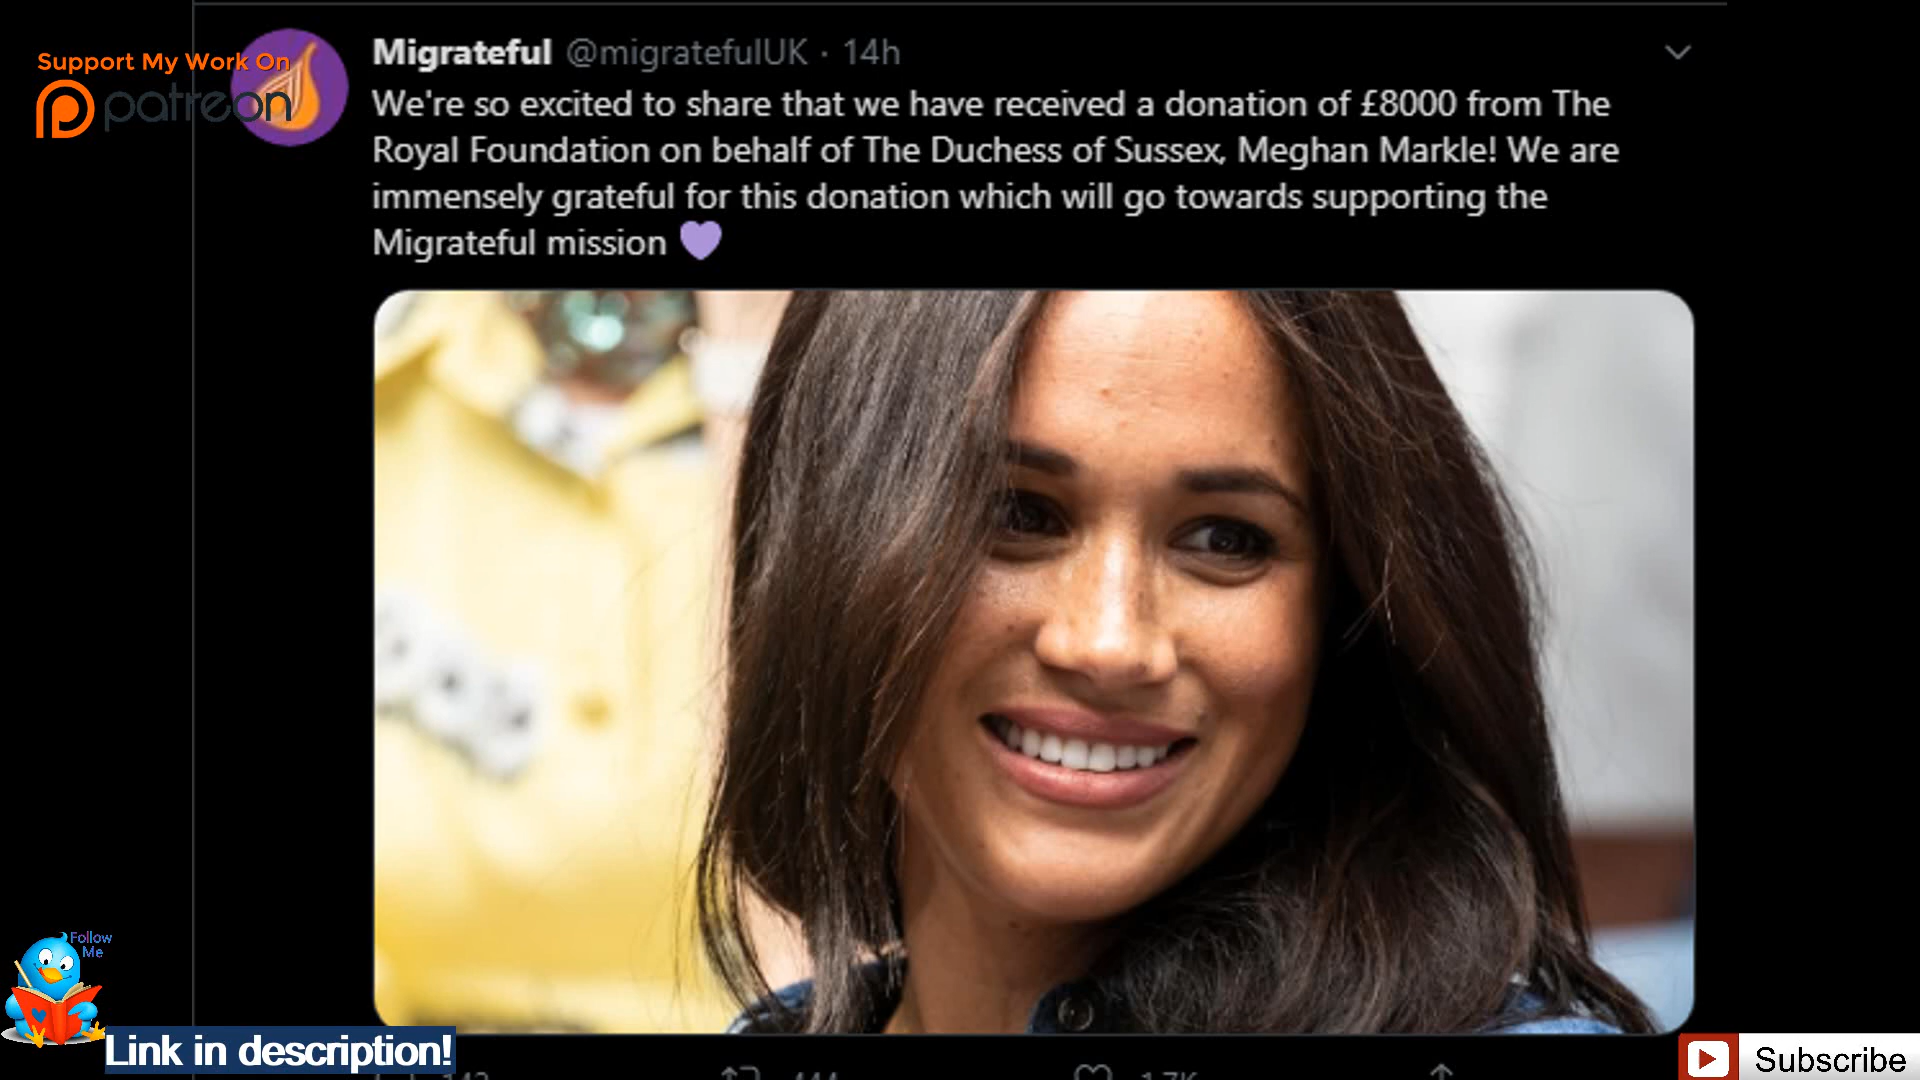 Support My Work On
patreon
Migrateful @migratefulUK · 14h
We're so excited to share that we have received a donation of £8000 from The
Royal Foundation on behalf of The Duchess of Sussex, Meghan Markle! We are
immensely grateful for this donation which will go towards supporting the
Migrateful mission 💜
Follow
Me
Link in description!
Subscribe